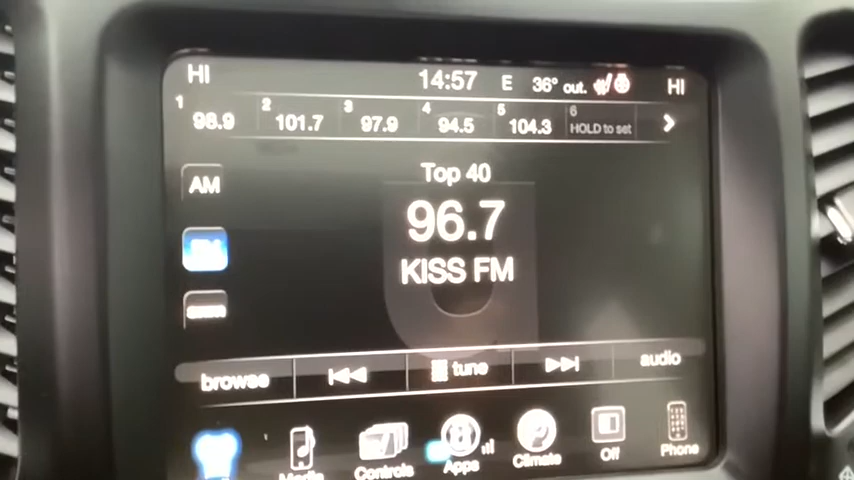 HI 14:57 E 36° out. HI
1 98.9 2 101.7 3 97.9 4 94.5 5 104.3 6 HOLD to set
Top 40
AM
96.7
KISS FM
browse tune audio
Controls Apps Climate Off Phone